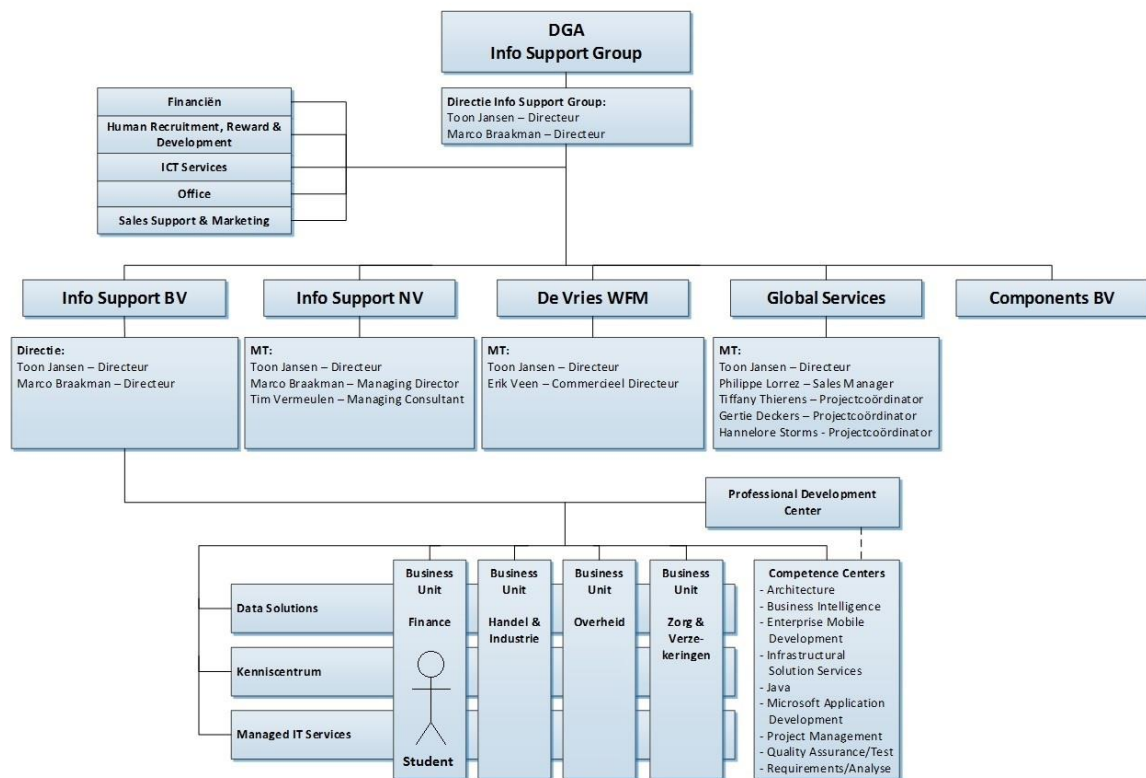 DGA
Info Support Group
Directie Info Support Group:
Toon Jansen – Directeur
Marco Braakman – Directeur
Financiën
Human Recruitment, Reward &
Development
ICT Services
Office
Sales Support & Marketing
Info Support BV
Info Support NV
De Vries WFM
Global Services
Components BV
Directie:
Toon Jansen – Directeur
Marco Braakman – Directeur
MT:
Toon Jansen – Directeur
Marco Braakman – Managing Director
Tim Vermeulen – Managing Consultant
MT:
Toon Jansen – Directeur
Erik Veen – Commercieel Directeur
MT:
Toon Jansen – Directeur
Philippe Lorrez – Sales Manager
Tiffany Thierens – Projectcoördinator
Gertie Deckers – Projectcoördinator
Hannelore Storms - Projectcoördinator
Professional Development
Center
Data Solutions
Kenniscentrum
Managed IT Services
Business
Unit
Finance
Student
Business
Unit
Handel &
Industrie
Business
Unit
Overheid
Business
Unit
Zorg &
Verze-
keringen
Competence Centers
- Architecture
- Business Intelligence
- Enterprise Mobile
Development
- Infrastructural
Solution Services
- Java
- Microsoft Application
Development
- Project Management
- Quality Assurance/Test
- Requirements/Analyse